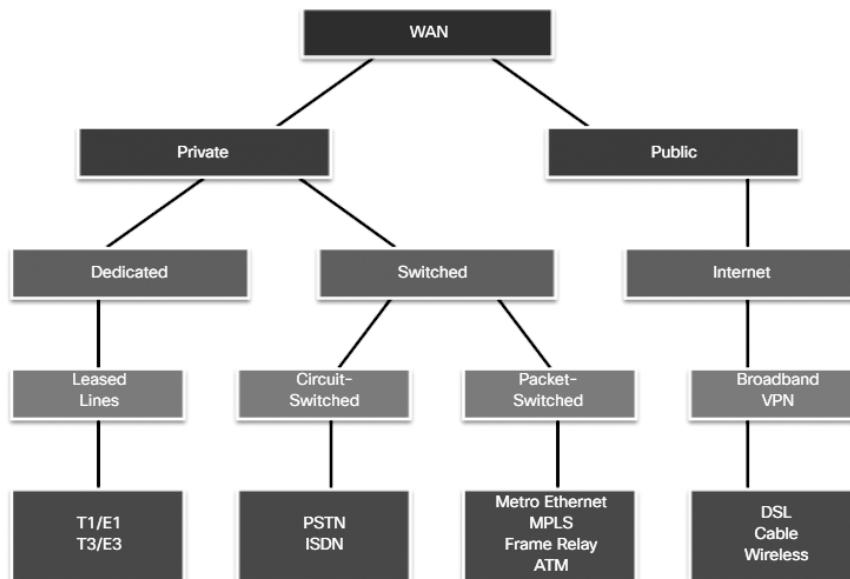 WAN
Private
Public
Dedicated
Switched
Internet
Leased
Lines
Circuit-
Switched
Packet-
Switched
Broadband
VPN
T1/E1
T3/E3
PSTN
ISDN
Metro Ethernet
MPLS
Frame Relay
ATM
DSL
Cable
Wireless